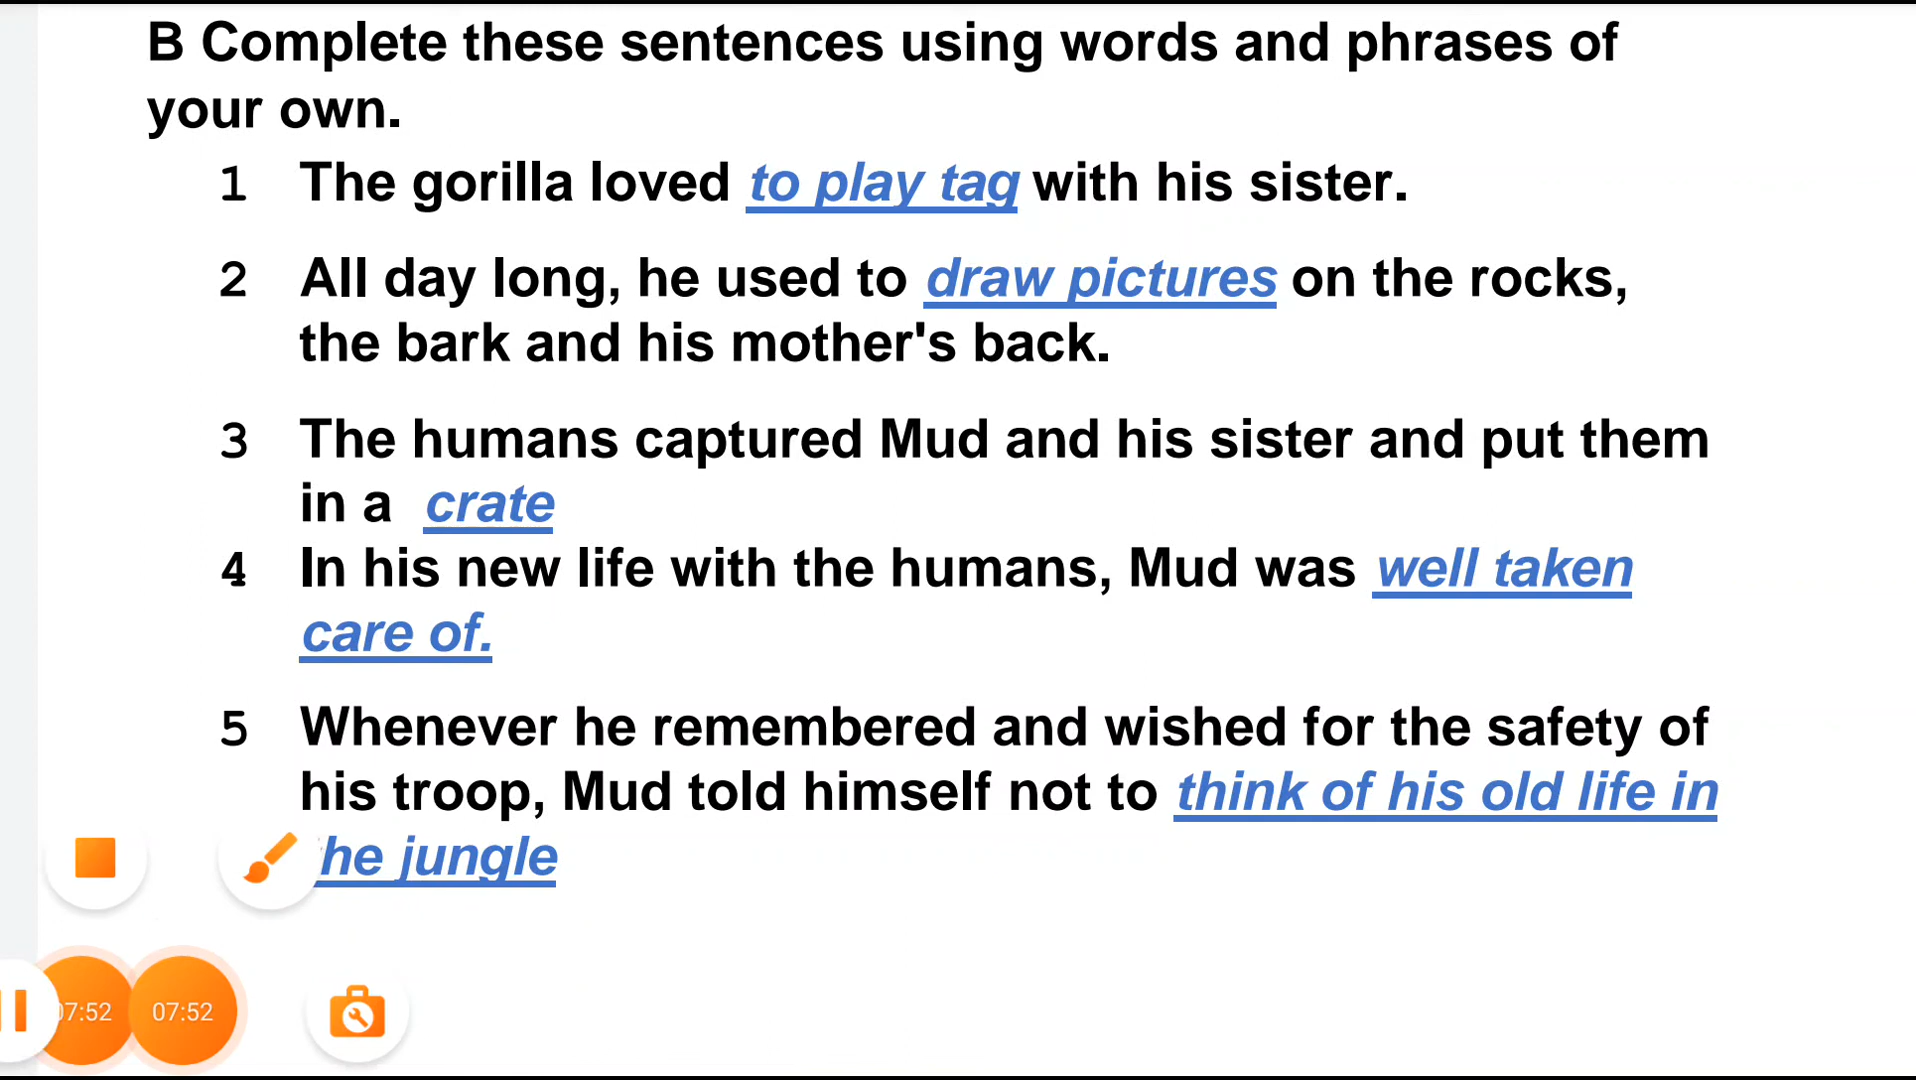 B Complete these sentences using words and phrases of
your own.
1 The gorilla loved to play tag with his sister.
2 All day long, he used to draw pictures on the rocks,
the bark and his mother's back.
3 The humans captured Mud and his sister and put them
in a crate
4 In his new life with the humans, Mud was well taken
care of.
5 Whenever he remembered and wished for the safety of
his troop, Mud told himself not to think of his old life in
he jungle
07:52 07:52